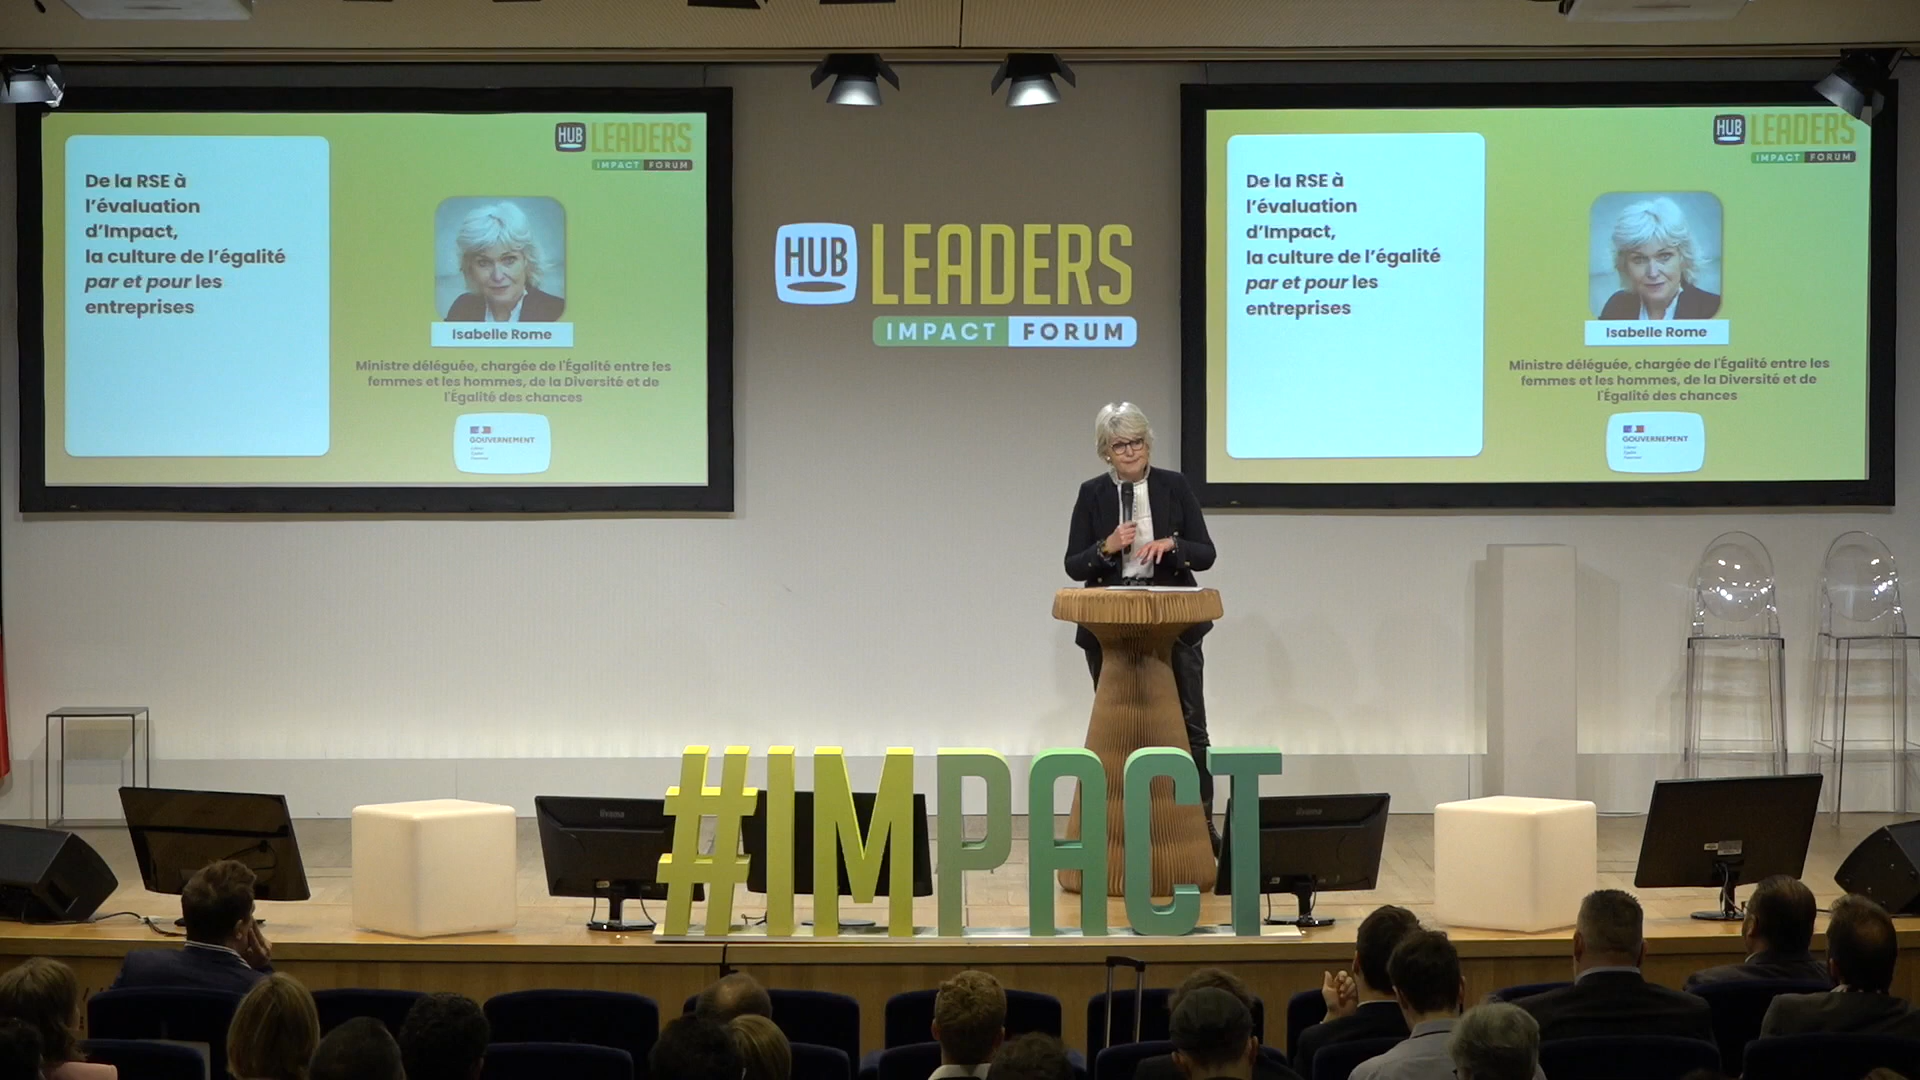 De la RSE à
l'évaluation
d'Impact,
la culture de l'égalité
par et pour les
entreprises
HUB LEADERS
IMPACT FORUM
Isabelle Rome
Ministre déléguée, chargée de l'Égalité entre les
femmes et les hommes, de la Diversité et de
l'Égalité des chances
GOUVERNEMENT
HUB LEADERS
IMPACT FORUM
De la RSE à
l'évaluation
d'Impact,
la culture de l'égalité
par et pour les
entreprises
HUB LEADERS
IMPACT FORUM
Isabelle Rome
Ministre déléguée, chargée de l'Égalité entre les
femmes et les hommes, de la Diversité et de
l'Égalité des chances
GOUVERNEMENT
#IMPACT
iiyama
iiyama